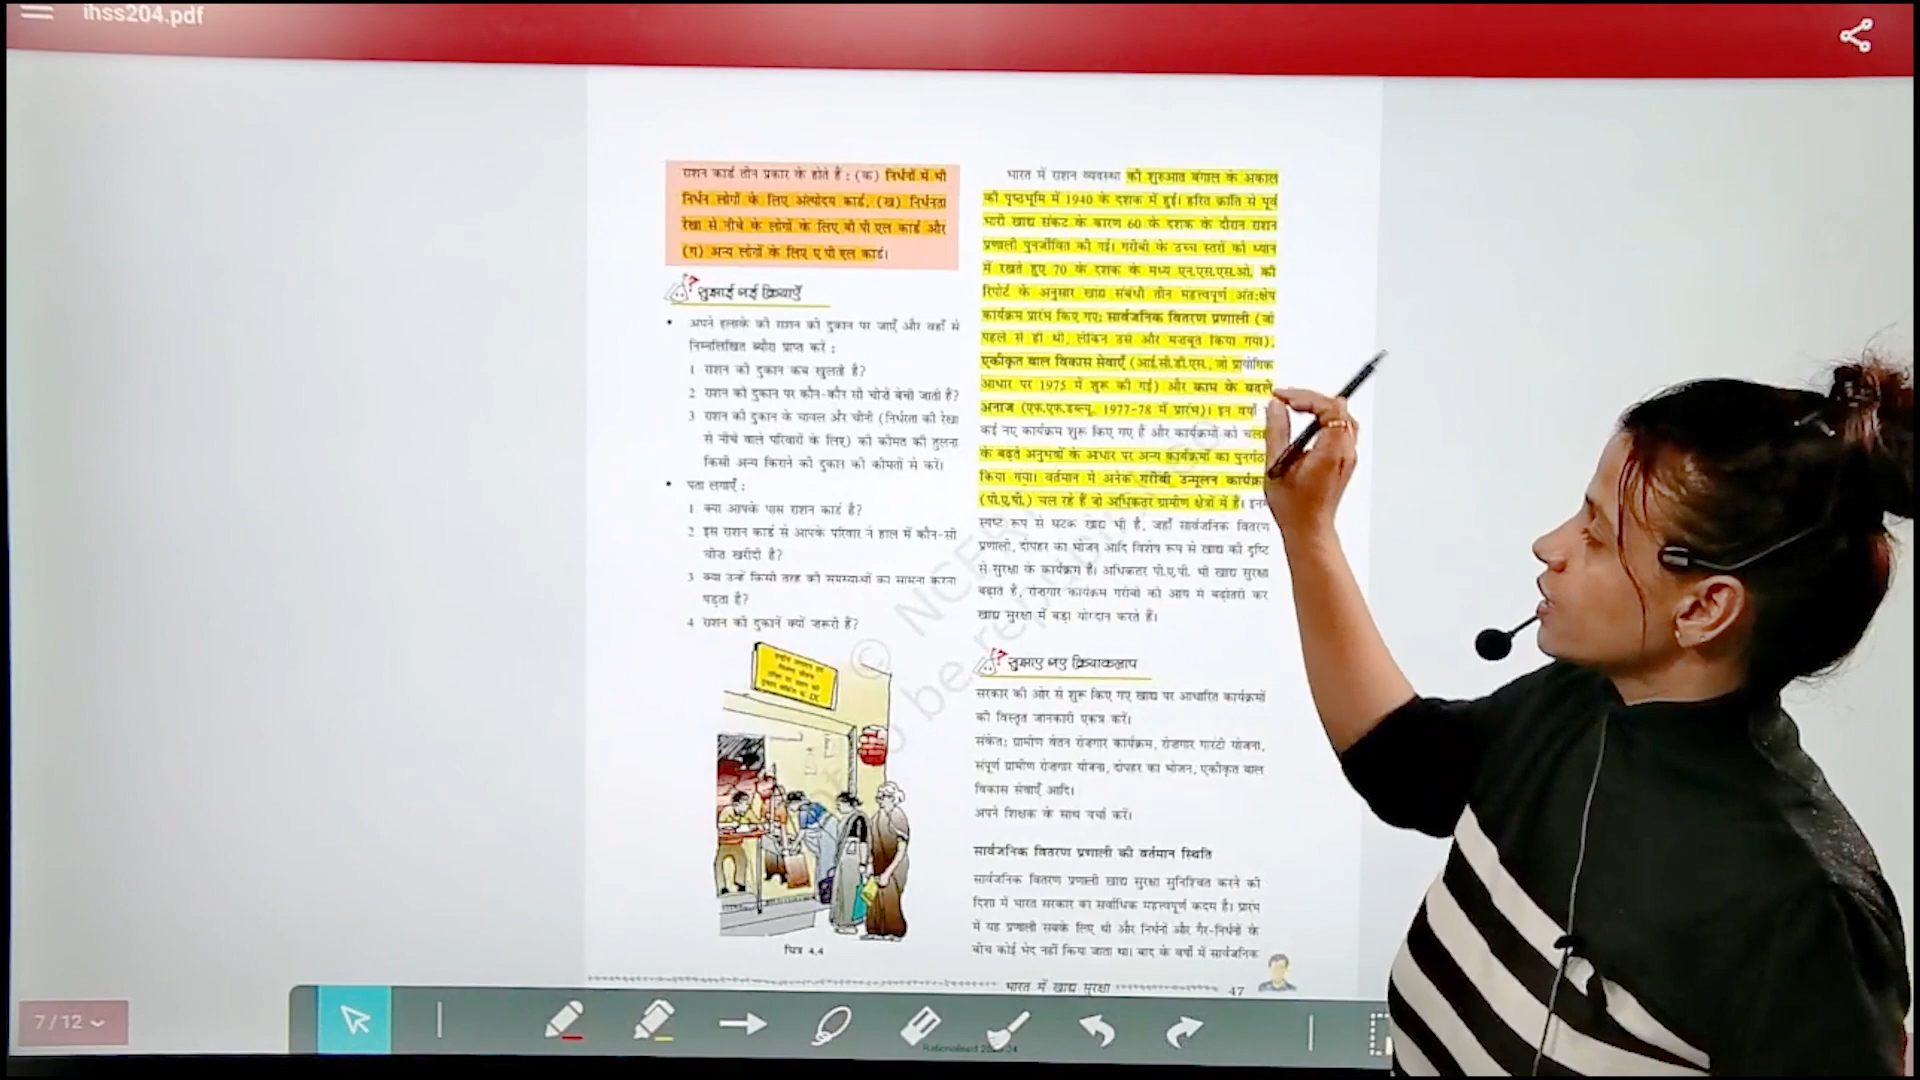 ihss204.pdf
राशन कार्ड तीन प्रकार के होते हैं : (क) निर्धनों में भी
निर्धन लोगों के लिए अंत्योदय कार्ड, (ख) निर्धनता
रेखा से नीचे के लोगों के लिए बी पी एल कार्ड और
(ग) अन्य लोगों के लिए ए पी एल कार्ड।
सुझाई गई क्रियाएँ
• अपने इलाके की राशन की दुकान पर जाएँ और वहाँ से
निम्नलिखित ब्यौरा प्राप्त करें :
1 राशन की दुकान कब खुलती है?
2 राशन की दुकान पर कौन-कौन सी चीजें बेची जाती हैं?
3 राशन की दुकान के चावल और चीनी (निर्धनता की रेखा
से नीचे वाले परिवारों के लिए) की कीमत की तुलना
किसी अन्य किराने की दुकान की कीमतों से करें।
• पता लगाएँ :
1 क्या आपके पास राशन कार्ड है?
2 इस राशन कार्ड से आपके परिवार ने हाल में कौन-सी
चीज़ खरीदी है?
3 क्या उन्हें किसी तरह की समस्याओं का सामना करना
पड़ता है?
4 राशन की दुकानें क्यों जरूरी हैं?
चित्र 4.4
भारत में राशन व्यवस्था की शुरुआत बंगाल के अकाल
की पृष्ठभूमि में 1940 के दशक में हुई। हरित क्रांति से पूर्व
भारी खाद्य संकट के कारण 60 के दशक के दौरान राशन
प्रणाली पुनर्जीवित की गई। गरीबी के उच्च स्तरों को ध्यान
में रखते हुए 70 के दशक के मध्य एन.एस.एस.ओ. की
रिपोर्ट के अनुसार खाद्य संबंधी तीन महत्त्वपूर्ण अंतःक्षेप
कार्यक्रम प्रारंभ किए गए: सार्वजनिक वितरण प्रणाली (जो
पहले से ही थी, लेकिन उसे और मजबूत किया गया),
एकीकृत बाल विकास सेवाएँ (आई.सी.डी.एस., जो प्रायोगिक
आधार पर 1975 में शुरू की गई) और काम के बदले
अनाज (एफ.एफ.डब्ल्यू. 1977-78 में प्रारंभ)। इन वर्षों
कई नए कार्यक्रम शुरू किए गए हैं और कार्यक्रमों को
के बढ़ते अनुभवों के आधार पर अन्य कार्यक्रमों का
किया गया। वर्तमान में अनेक गरीबी उन्मूलन
(पी.ए.पी.) चल रहे हैं जो अधिकतर ग्रामीण क्षेत्रों में हैं।
स्पष्ट रूप से घटक खाद्य भी है, जहाँ सार्वजनिक वितरण
प्रणाली, दोपहर का भोजन आदि विशेष रूप से खाद्य की दृष्टि
से सुरक्षा के कार्यक्रम हैं। अधिकतर पी.ए.पी. भी खाद्य सुरक्षा
बढ़ाते हैं, रोज़गार कार्यक्रम गरीबों की आय में बढ़ोतरी कर
खाद्य सुरक्षा में बड़ा योगदान करते हैं।
सुझाए गए क्रियाकलाप
सरकार की ओर से शुरू किए गए खाद्य पर आधारित कार्यक्रमों
की विस्तृत जानकारी एकत्र करें।
संकेत: ग्रामीण वेतन रोज़गार कार्यक्रम, रोज़गार गारंटी योजना,
संपूर्ण ग्रामीण रोज़गार योजना, दोपहर का भोजन, एकीकृत बाल
विकास सेवाएँ आदि।
अपने शिक्षक के साथ चर्चा करें।
सार्वजनिक वितरण प्रणाली की वर्तमान स्थिति
सार्वजनिक वितरण प्रणाली खाद्य सुरक्षा सुनिश्चित करने की
दिशा में भारत सरकार का सर्वाधिक महत्त्वपूर्ण कदम है। प्रारंभ
में यह प्रणाली सबके लिए थी और निर्धनों और गैर-निर्धनों के
बीच कोई भेद नहीं किया जाता था। बाद के वर्षों में सार्वजनिक
भारत में खाद्य सुरक्षा 47
7 / 12